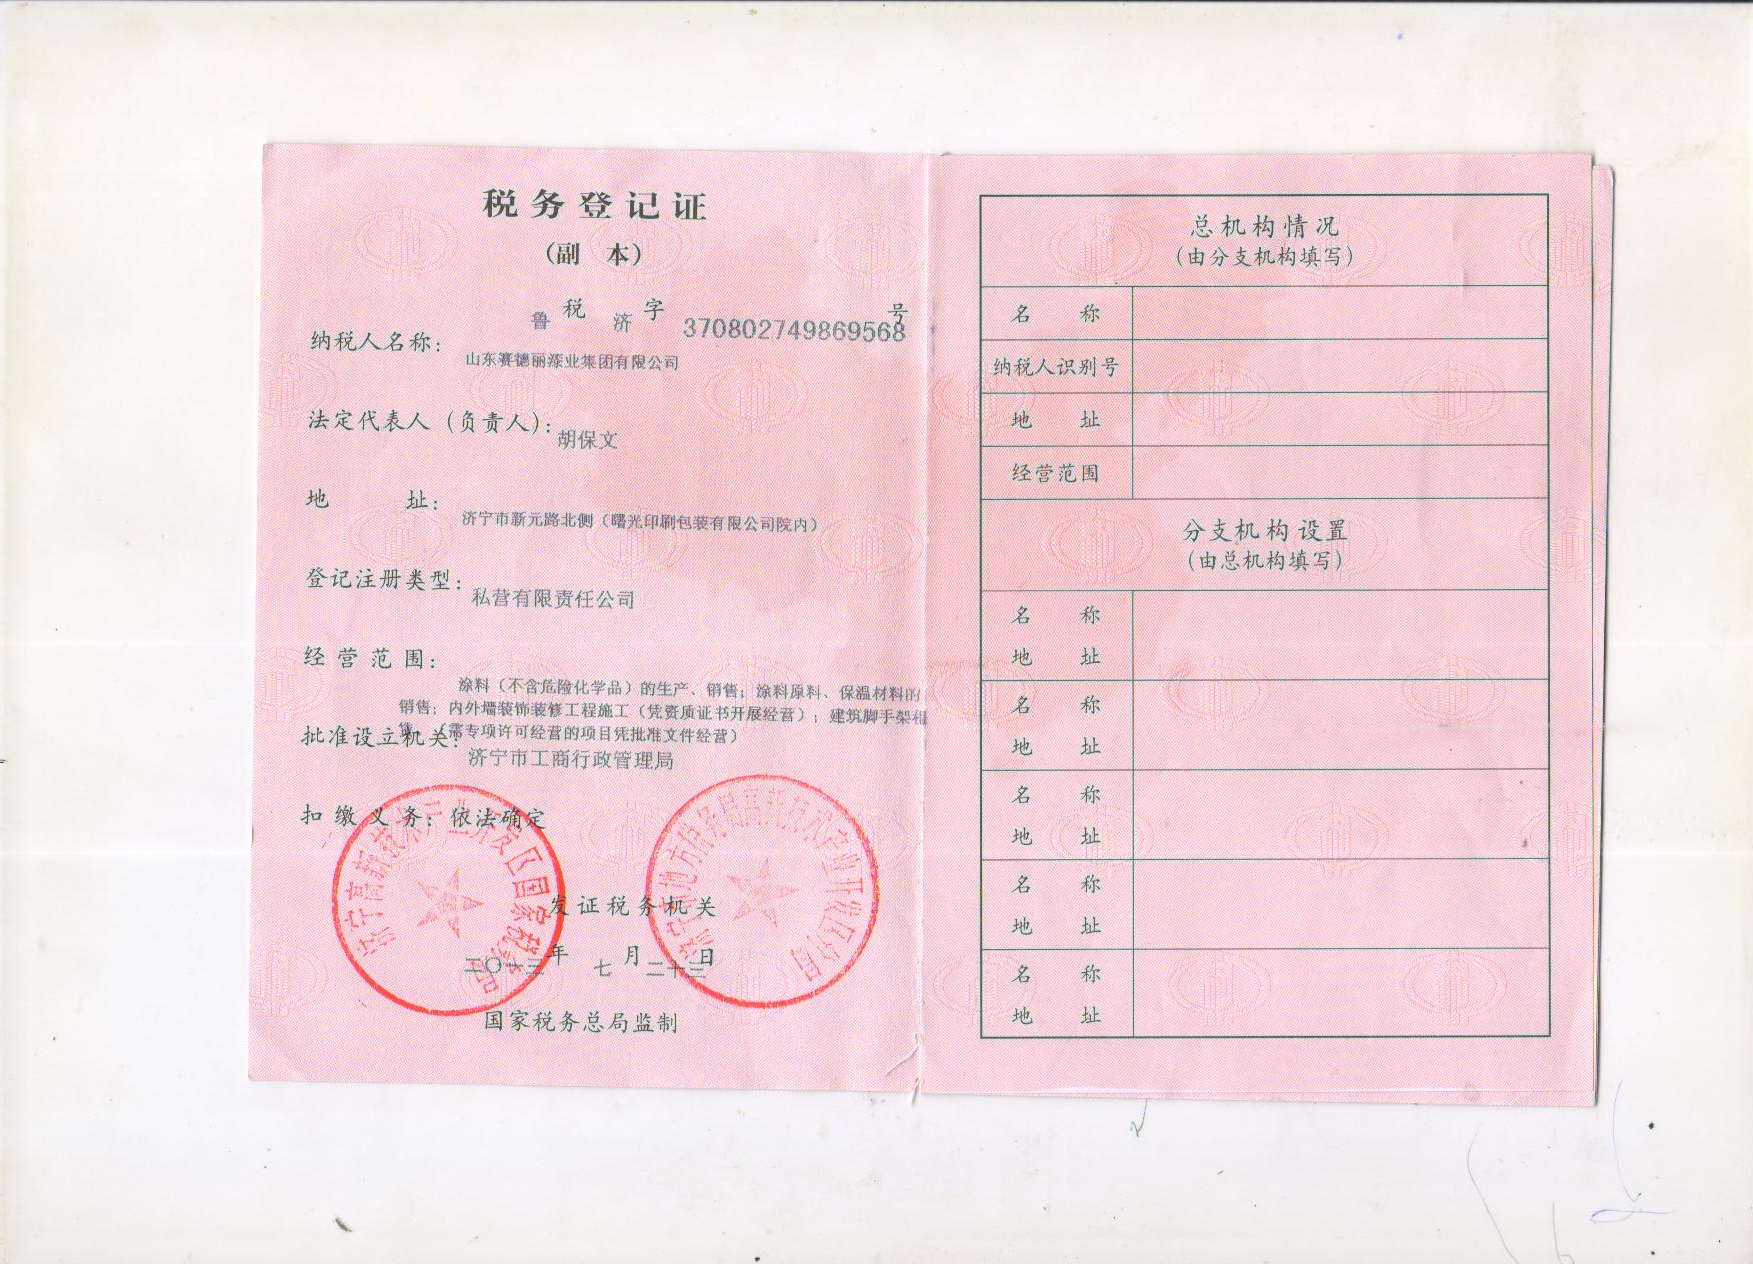 税务登记证
(副 本)
鲁 税 济 字 370802749869568 号
纳税人名称：
山东赛德丽漆业集团有限公司
法定代表人（负责人）：
胡保文
地 址：
济宁市新元路北侧（曙光印刷包装有限公司院内）
登记注册类型：
私营有限责任公司
经 营 范 围：
涂料（不含危险化学品）的生产、销售；涂料原料、保温材料的
销售；内外墙装饰装修工程施工（凭资质证书开展经营）；建筑脚手架租
（需专项许可经营的项目凭批准文件经营）
批准设立机关：
济宁市工商行政管理局
扣 缴 义 务：依法确定
发证税务机关
二〇十三 年 七 月 二十三 日
国家税务总局监制
总机构情况
(由分支机构填写)
名 称
纳税人识别号
地 址
经营范围
分支机构设置
(由总机构填写)
名 称
地 址
名 称
地 址
名 称
地 址
名 称
地 址
名 称
地 址